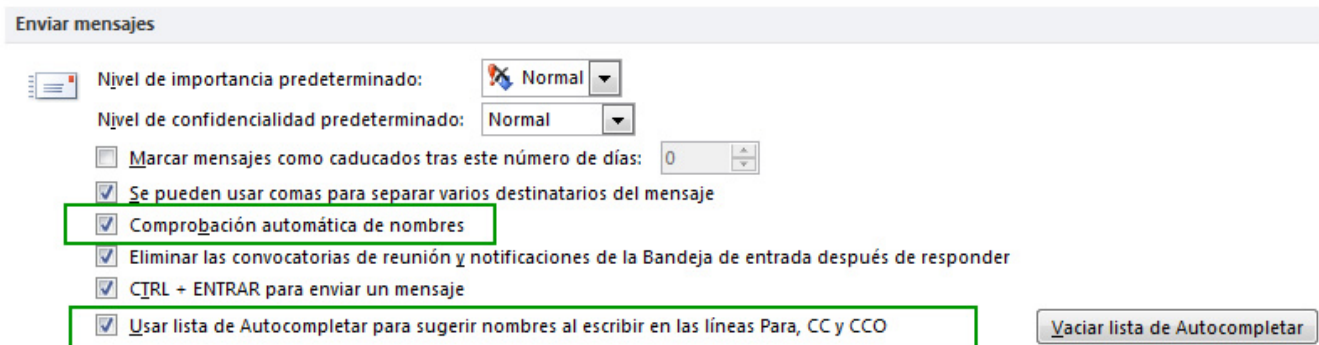 Enviar mensajes
Nivel de importancia predeterminado: Normal
Nivel de confidencialidad predeterminado: Normal
Marcar mensajes como caducados tras este número de días: 0
Se pueden usar comas para separar varios destinatarios del mensaje
Comprobación automática de nombres
Eliminar las convocatorias de reunión y notificaciones de la Bandeja de entrada después de responder
CTRL + ENTRAR para enviar un mensaje
Usar lista de Autocompletar para sugerir nombres al escribir en las líneas Para, CC y CCO Vaciar lista de Autocompletar